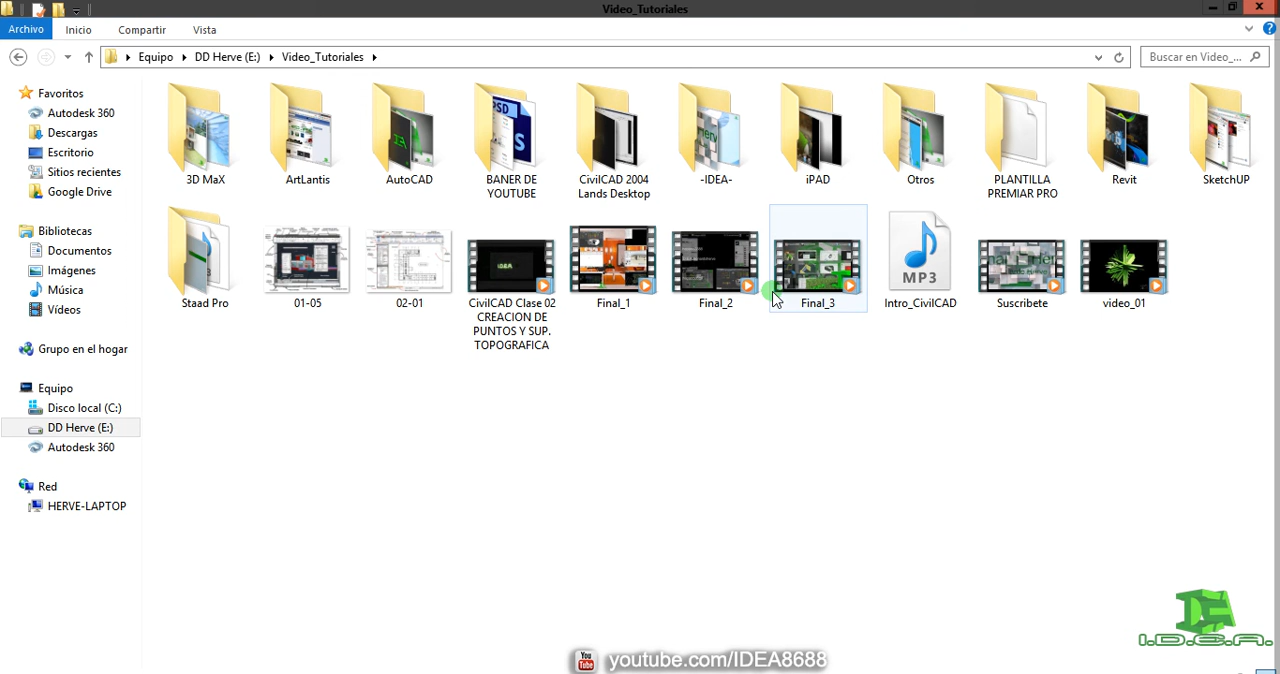 Video_Tutoriales
Archivo Inicio Compartir Vista
Equipo DD Herve (E:) Video_Tutoriales
Buscar en Video_...
Favoritos
Autodesk 360
Descargas
Escritorio
Sitios recientes
Google Drive
Bibliotecas
Documentos
Imágenes
Música
Vídeos
Grupo en el hogar
Equipo
Disco local (C:)
DD Herve (E:)
Autodesk 360
Red
HERVE-LAPTOP
3D MaX
ArtLantis
AutoCAD
BANER DE
YOUTUBE
CivilCAD 2004
Lands Desktop
-IDEA-
iPAD
Otros
PLANTILLA
PREMIAR PRO
Revit
SketchUP
Staad Pro
01-05
02-01
CivilCAD Clase 02
CREACION DE
PUNTOS Y SUP.
TOPOGRAFICA
Final_1
Final_2
Final_3
MP3
Intro_CivilCAD
Suscribete
video_01
PSD
I.D.E.A.
You
Tube
youtube.com/IDEA8688